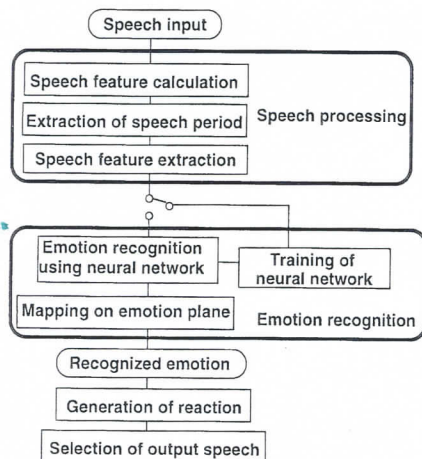 Speech input
Speech feature calculation
Extraction of speech period
Speech processing
Speech feature extraction
Emotion recognition
using neural network
Training of
neural network
Mapping on emotion plane
Emotion recognition
Recognized emotion
Generation of reaction
Selection of output speech